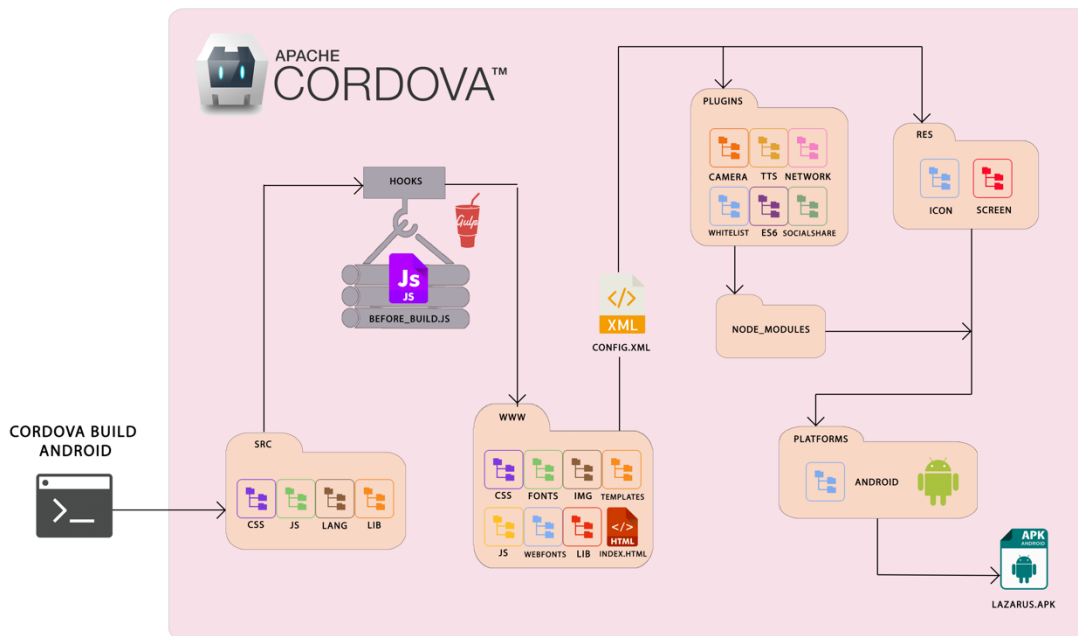 APACHE
CORDOVA™
CORDOVA BUILD
ANDROID
SRC
CSS JS LANG LIB
HOOKS
Gulp
Js
JS
BEFORE_BUILD.JS
WWW
CSS FONTS IMG TEMPLATES
HTML
JS WEBFONTS LIB INDEX.HTML
XML
CONFIG.XML
PLUGINS
CAMERA TTS NETWORK
WHITELIST ES6 SOCIALSHARE
NODE_MODULES
RES
ICON SCREEN
PLATFORMS
ANDROID
APK
ANDROID
LAZARUS.APK